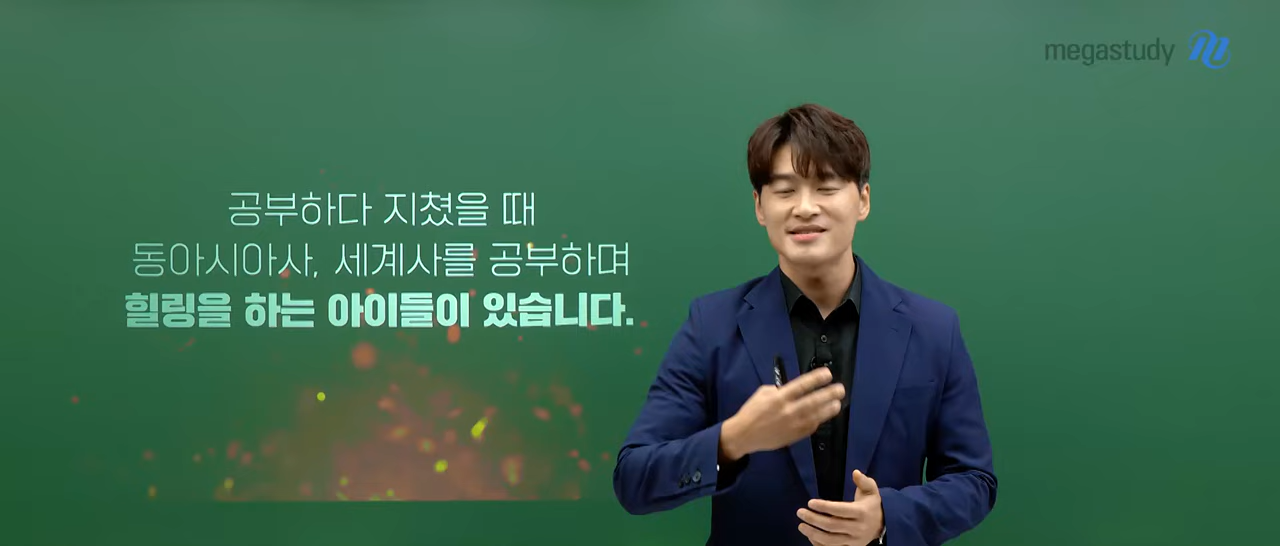 megastudy
공부하다 지쳤을 때
동아시아사, 세계사를 공부하며
힐링을 하는 아이들이 있습니다.